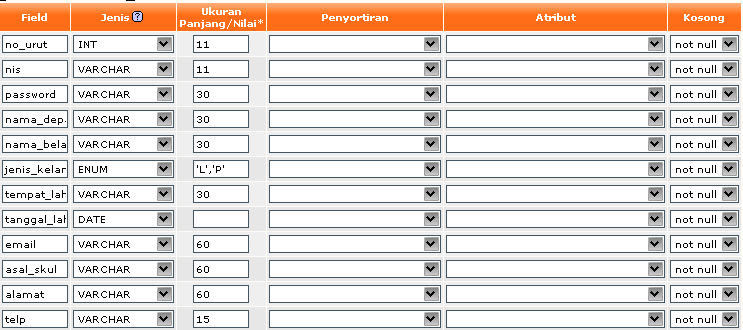 Field Jenis Ukuran Panjang/Nilai* Penyortiran Atribut Kosong
no_urut INT 11 not null
nis VARCHAR 11 not null
password VARCHAR 30 not null
nama_dep VARCHAR 30 not null
nama_bela VARCHAR 30 not null
jenis_kelar ENUM 'L','P' not null
tempat_lah VARCHAR 30 not null
tanggal_lah DATE not null
email VARCHAR 60 not null
asal_skul VARCHAR 60 not null
alamat VARCHAR 60 not null
telp VARCHAR 15 not null